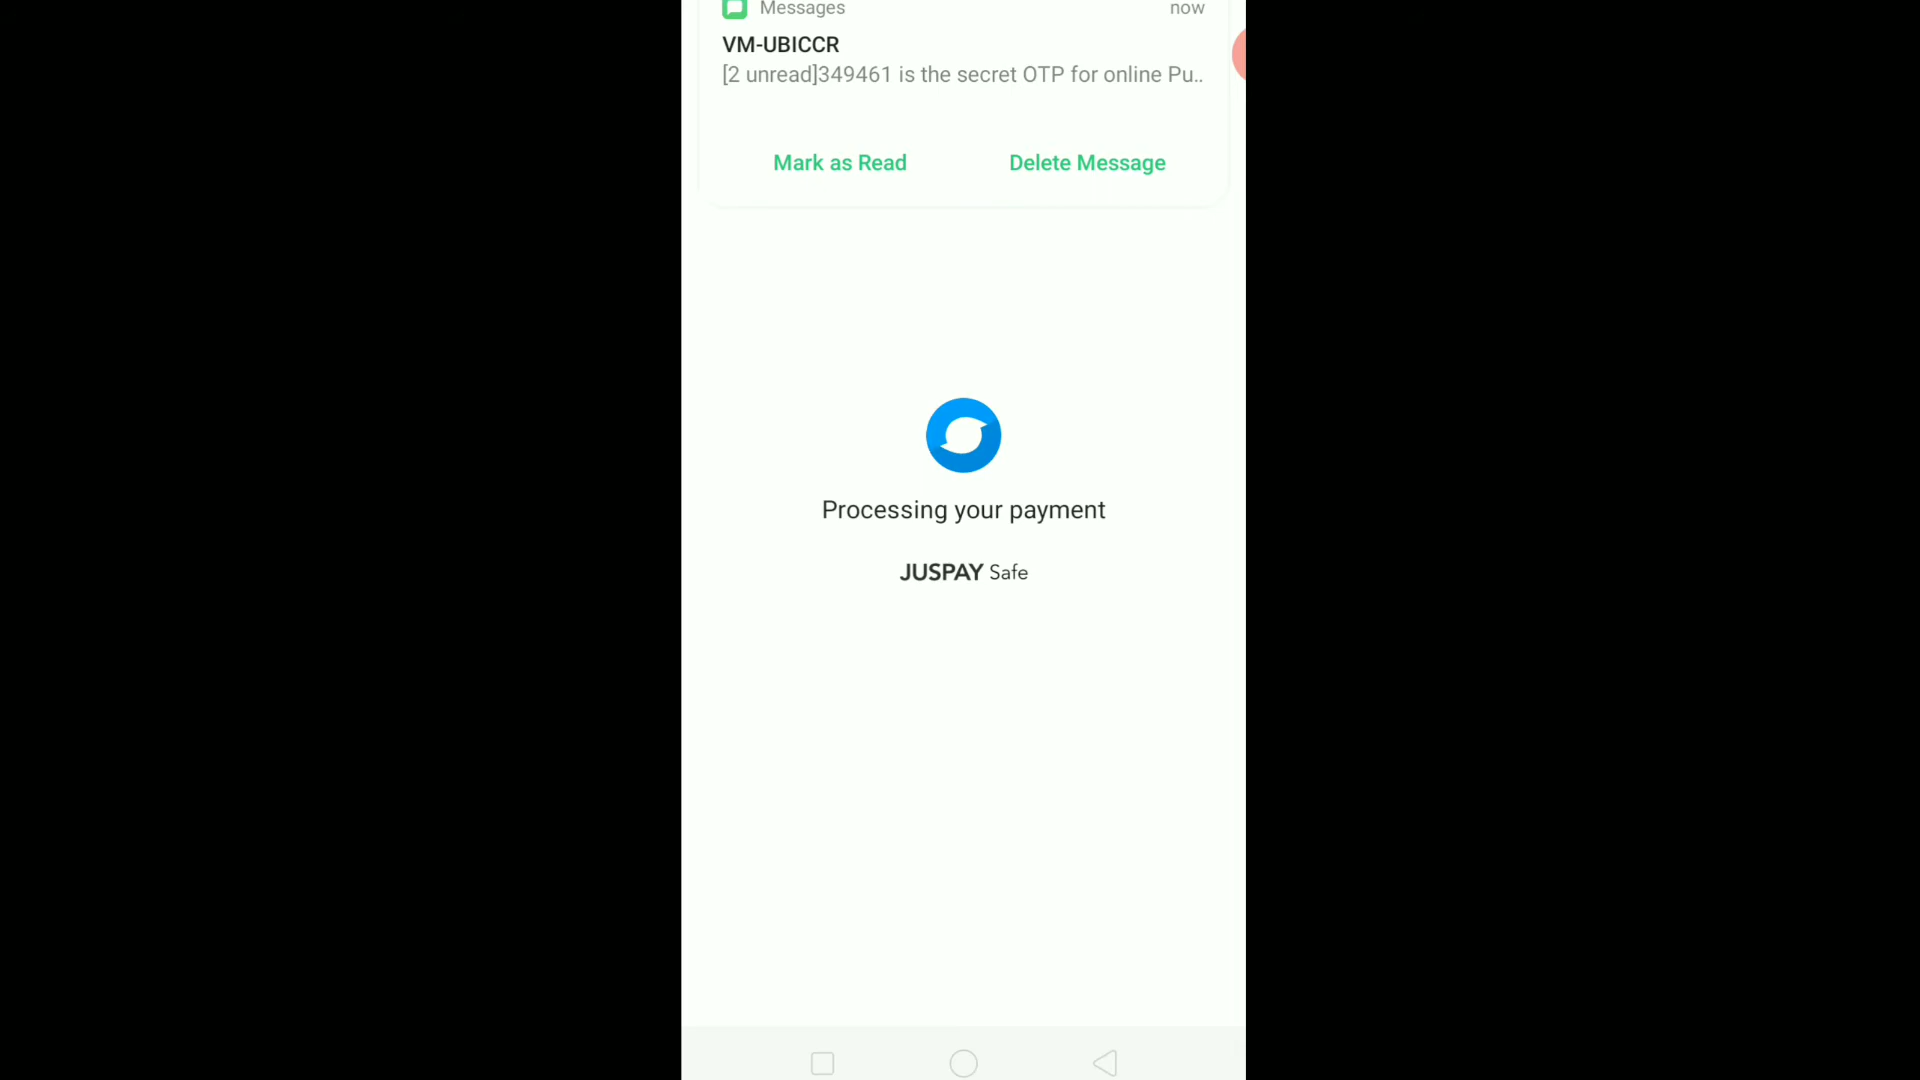 Messages now
VM-UBICCR
[2 unread]349461 is the secret OTP for online Pu..
Mark as Read Delete Message
Processing your payment
JUSPAY Safe